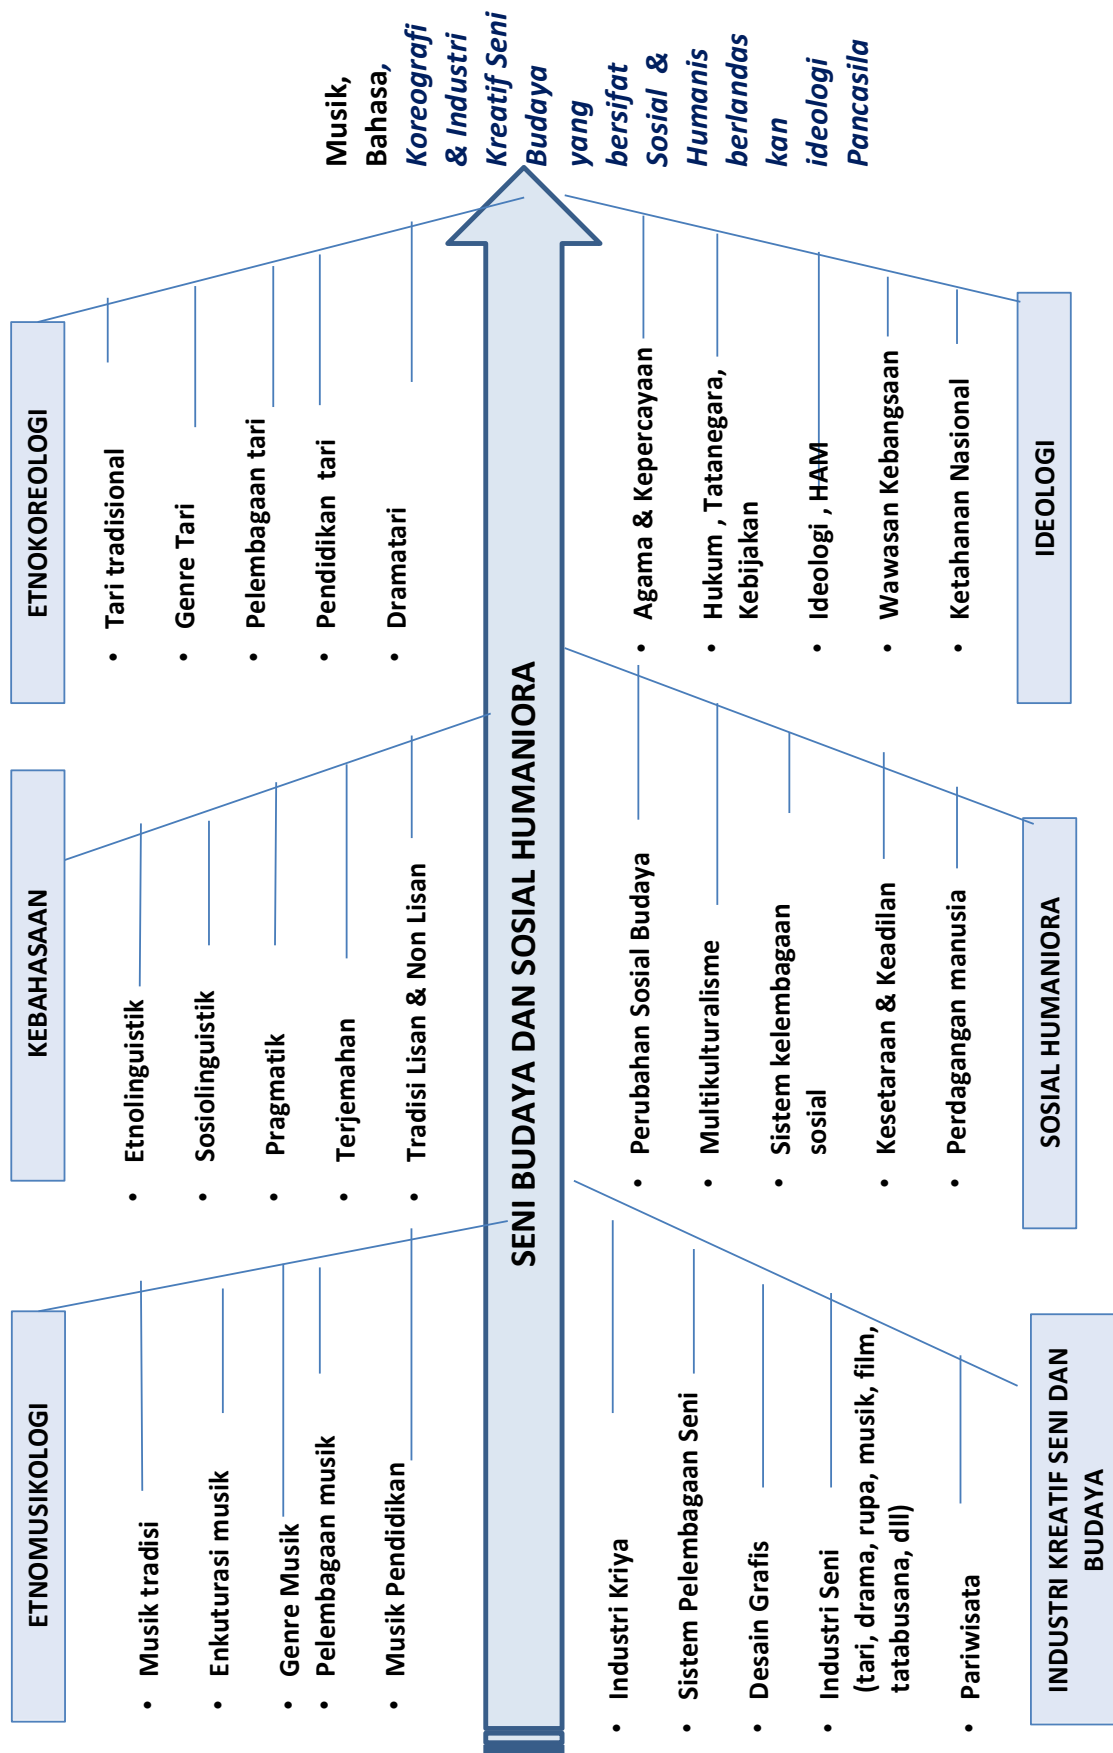 ETNOMUSIKOLOGI
• Musik tradisi
• Enkuturasi musik
• Genre Musik
• Pelembagaan musik
• Musik Pendidikan
KEBAHASAAN
• Etnolinguistik
• Sosiolinguistik
• Pragmatik
• Terjemahan
• Tradisi Lisan & Non Lisan
ETNOKOREOLOGI
• Tari tradisional
• Genre Tari
• Pelembagaan tari
• Pendidikan tari
• Dramatari
SENI BUDAYA DAN SOSIAL HUMANIORA
Musik,
Bahasa,
Koreografi
& Industri
Kreatif Seni
Budaya
yang
bersifat
Sosial &
Humanis
berlandas
kan
ideologi
Pancasila
• Industri Kriya
• Sistem Pelembagaan Seni
• Desain Grafis
• Industri Seni
(tari, drama, rupa, musik, film,
tatabusana, dll)
• Pariwisata
INDUSTRI KREATIF SENI DAN
BUDAYA
• Perubahan Sosial Budaya
• Multikulturalisme
• Sistem kelembagaan
sosial
• Kesetaraan & Keadilan
• Perdagangan manusia
SOSIAL HUMANIORA
• Agama & Kepercayaan
• Hukum , Tatanegara,
Kebijakan
• Ideologi , HAM
• Wawasan Kebangsaan
• Ketahanan Nasional
IDEOLOGI